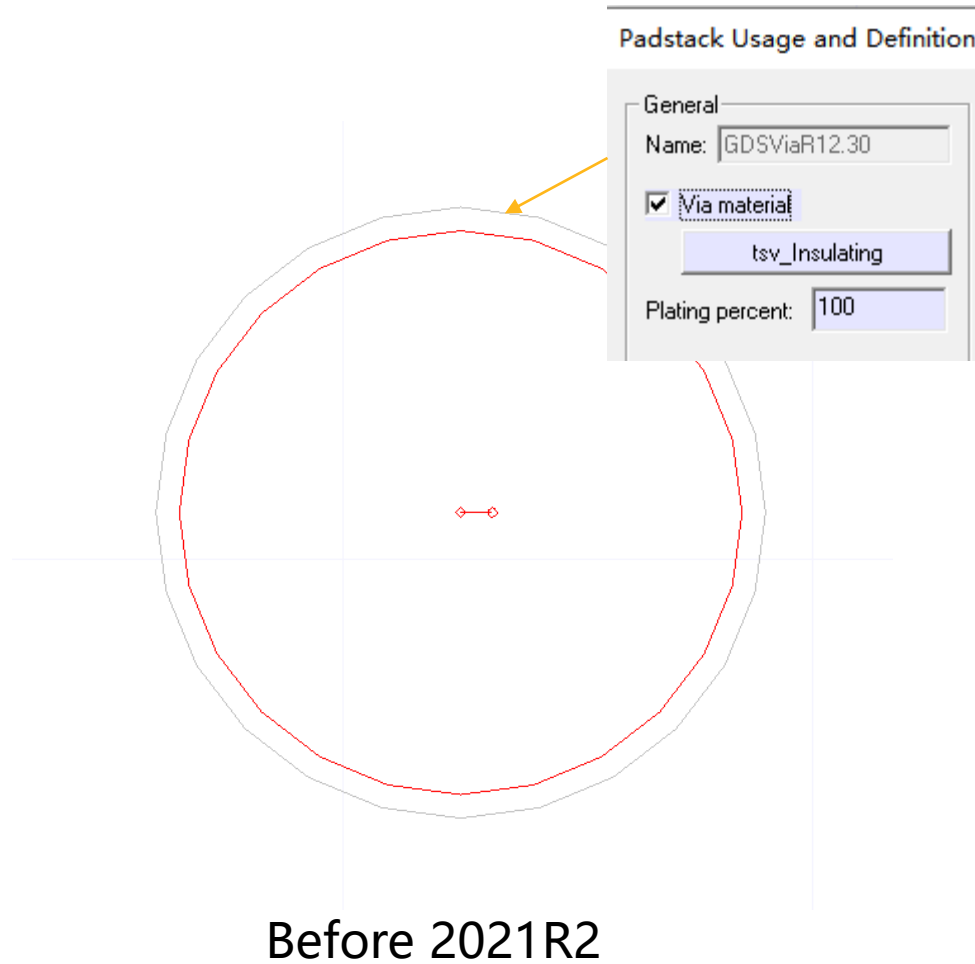 Padstack Usage and Definition
General
Name: GDSViaR12.30
Via material
tsv_Insulating
Plating percent: 100
Before 2021R2